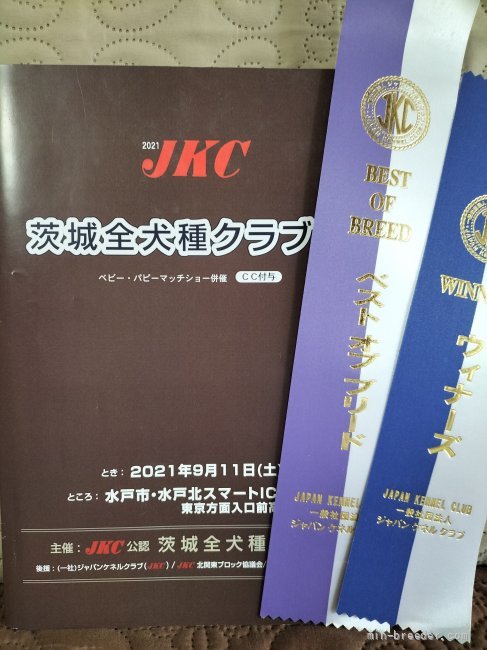 2021 JKC
茨城全犬種クラブ
ベビー・パピーマッチショー併催 CC付与
とき： 2021年9月11日(土)
ところ： 水戸市・水戸北スマートIC
東京方面入口前
主催： JKC公認 茨城全犬種
後援：(一社)ジャパンケネルクラブ(JKC)/JKC北関東ブロック協議会/
JKC
BEST
OF
BREED
ベスト オブ ブリード
JAPAN KENNEL
一般社団法人
ジャパン ケネル
WINN
ウィナーズ
JAPAN KENNEL CLUB
一般社団法人
ジャパン ケネル クラブ
min-breeder.com